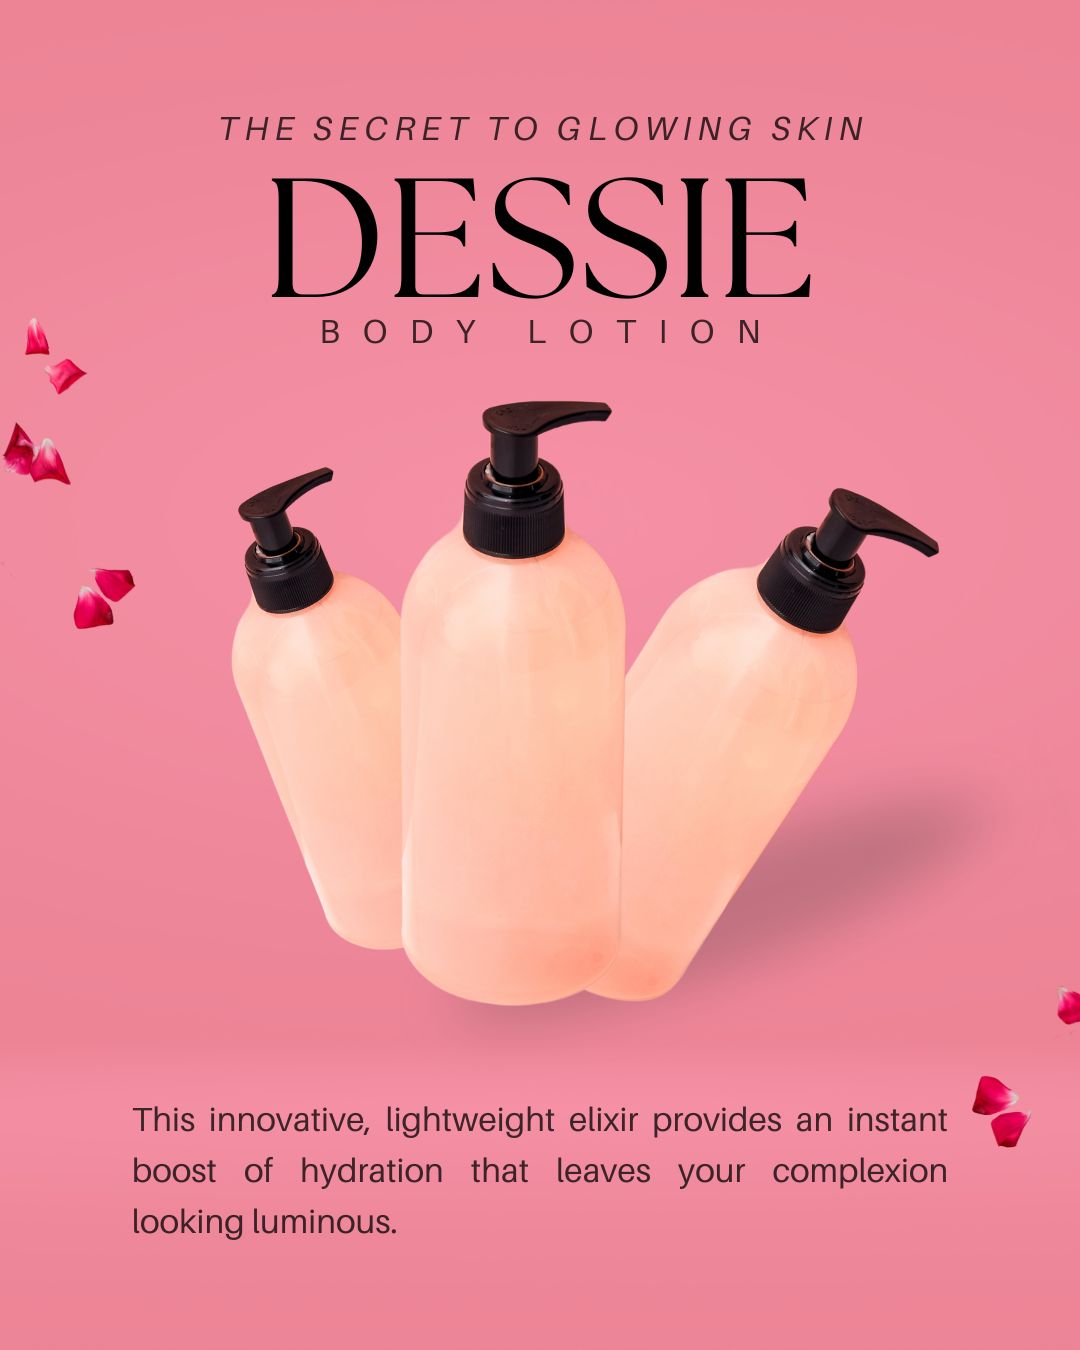 THE SECRET TO GLOWING SKIN
DESSIE
BODY LOTION
This innovative, lightweight elixir provides an instant
boost of hydration that leaves your complexion
looking luminous.